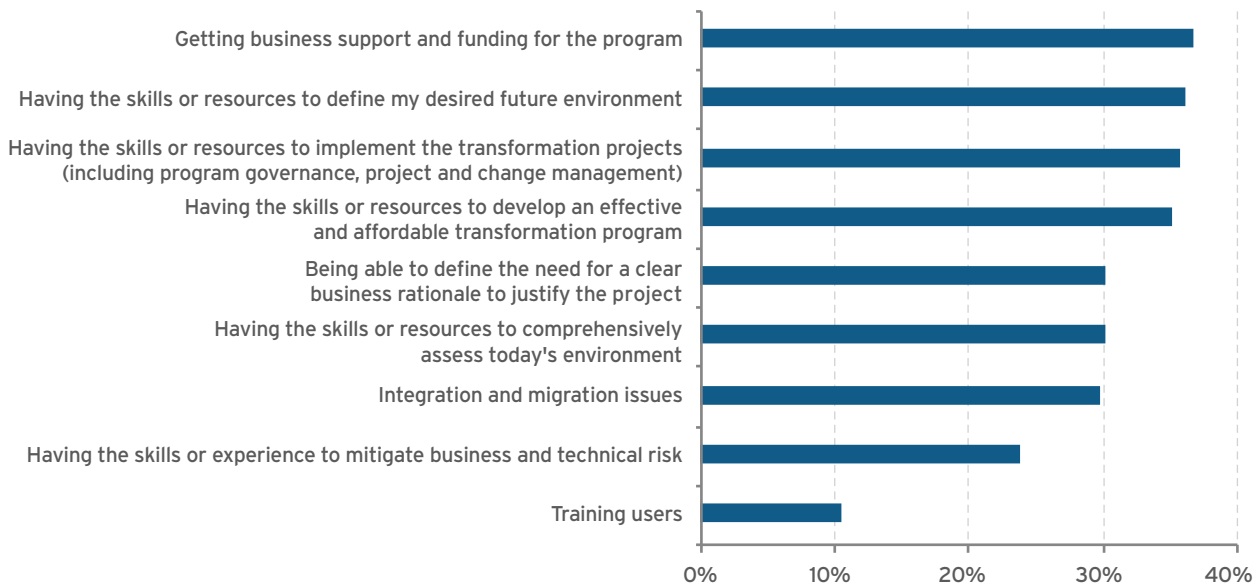 Getting business support and funding for the program
Having the skills or resources to define my desired future environment
Having the skills or resources to implement the transformation projects
(including program governance, project and change management)
Having the skills or resources to develop an effective
and affordable transformation program
Being able to define the need for a clear
business rationale to justify the project
Having the skills or resources to comprehensively
assess today's environment
Integration and migration issues
Having the skills or experience to mitigate business and technical risk
Training users
0% 10% 20% 30% 40%